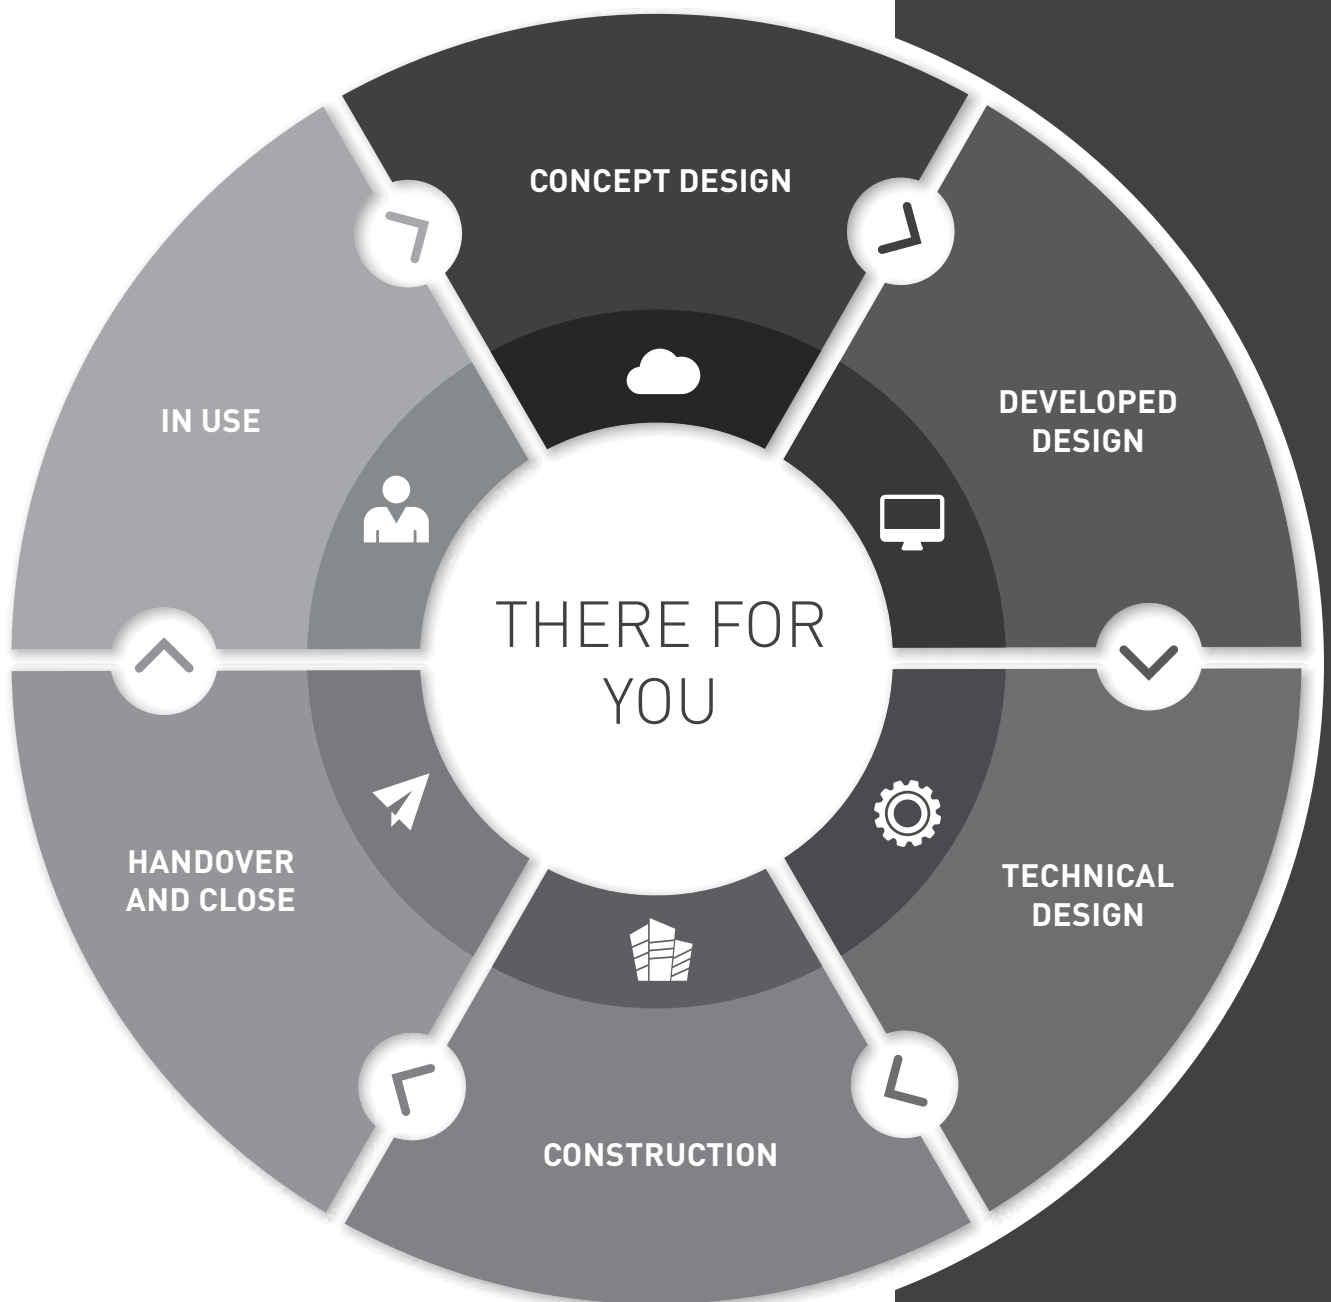 CONCEPT DESIGN
DEVELOPED
DESIGN
TECHNICAL
DESIGN
CONSTRUCTION
HANDOVER
AND CLOSE
IN USE
THERE FOR
YOU